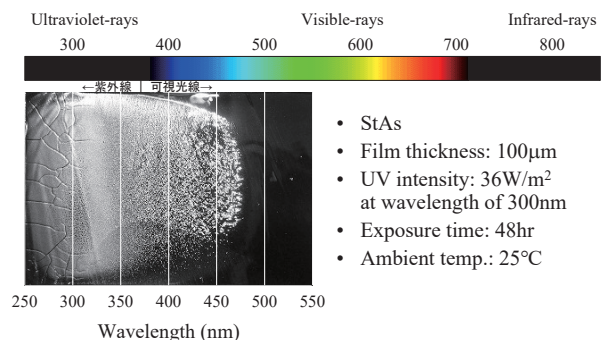 Ultraviolet-rays Visible-rays Infrared-rays
300 400 500 600 700 800
←紫外線 | 可視光線→
• StAs
• Film thickness: 100μm
• UV intensity: 36W/m²
at wavelength of 300nm
• Exposure time: 48hr
• Ambient temp.: 25℃
250 300 350 400 450 500 550
Wavelength (nm)